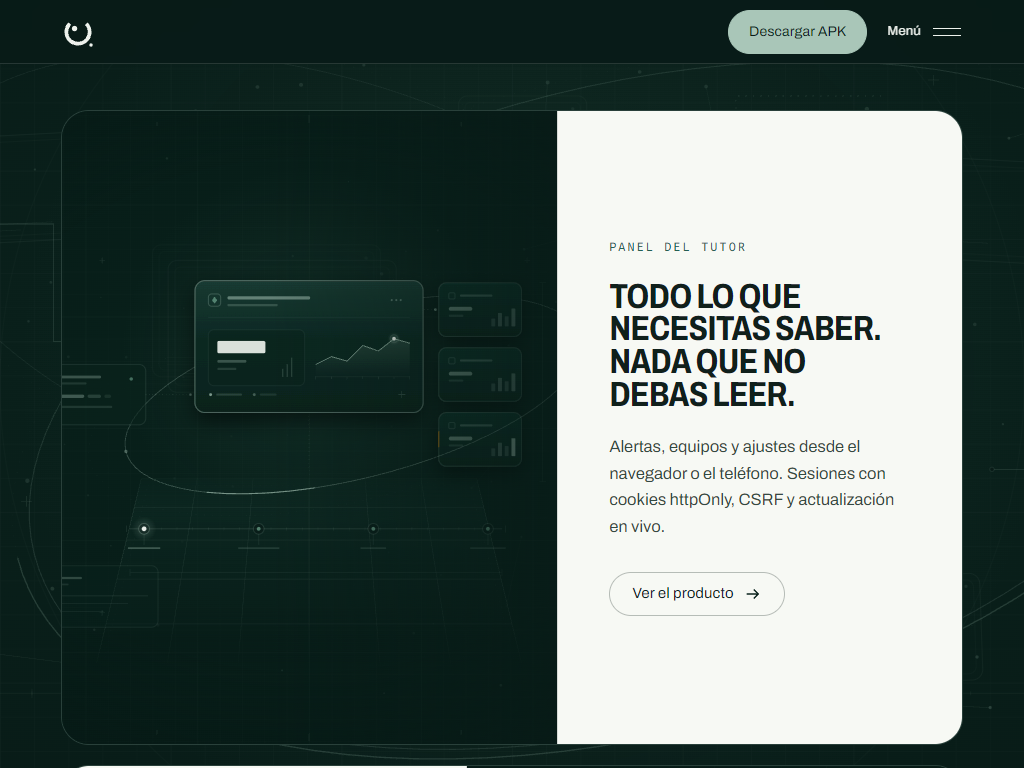 Descargar APK
Menú
PANEL DEL TUTOR
TODO LO QUE
NECESITAS SABER.
NADA QUE NO
DEBAS LEER.
Alertas, equipos y ajustes desde el
navegador o el teléfono. Sesiones con
cookies httpOnly, CSRF y actualización
en vivo.
Ver el producto